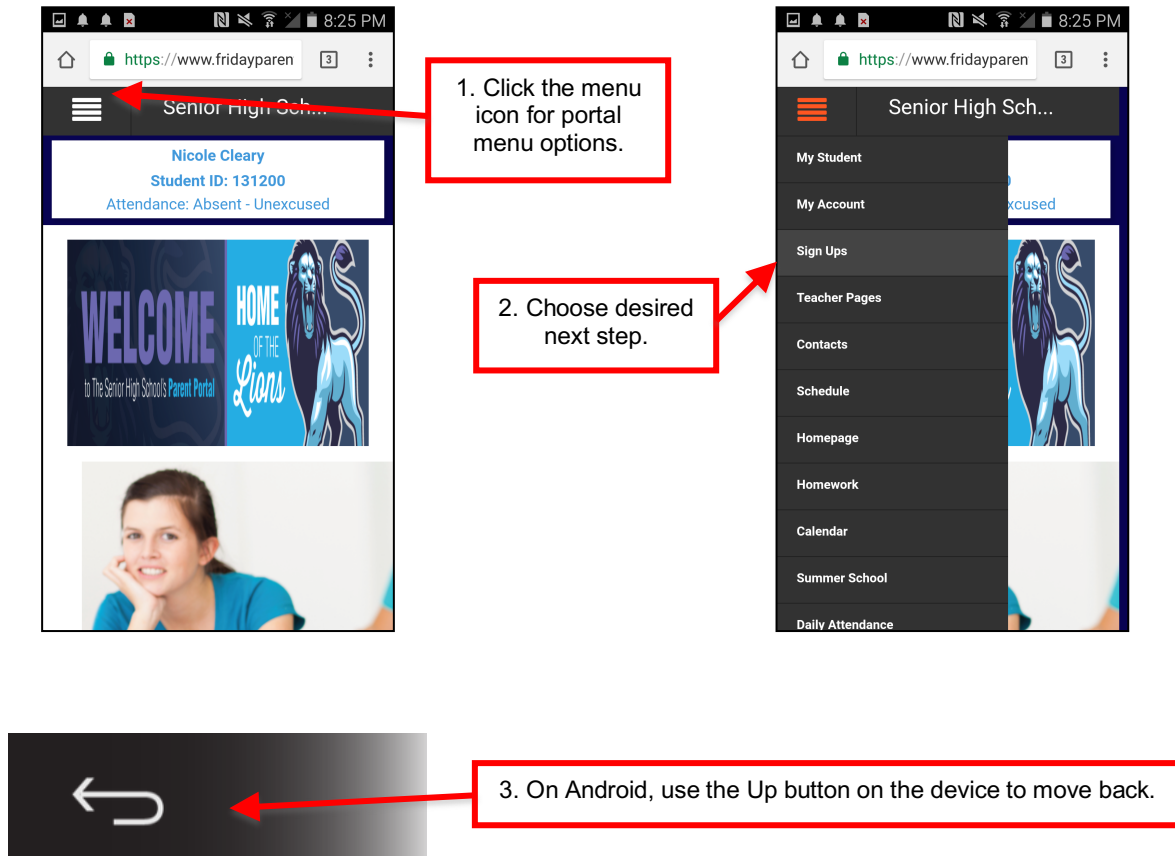 8:25 PM
https://www.fridayparen
3
Senior High Sch...
Nicole Cleary
Student ID: 131200
Attendance: Absent - Unexcused
WELCOME
to The Senior High School's Parent Portal
HOME
OF THE
Lions
1. Click the menu
icon for portal
menu options.
2. Choose desired
next step.
8:25 PM
https://www.fridayparen
3
Senior High Sch...
My Student
My Account
xcused
Sign Ups
Teacher Pages
Contacts
Schedule
Homepage
Homework
Calendar
Summer School
Daily Attendance
3. On Android, use the Up button on the device to move back.